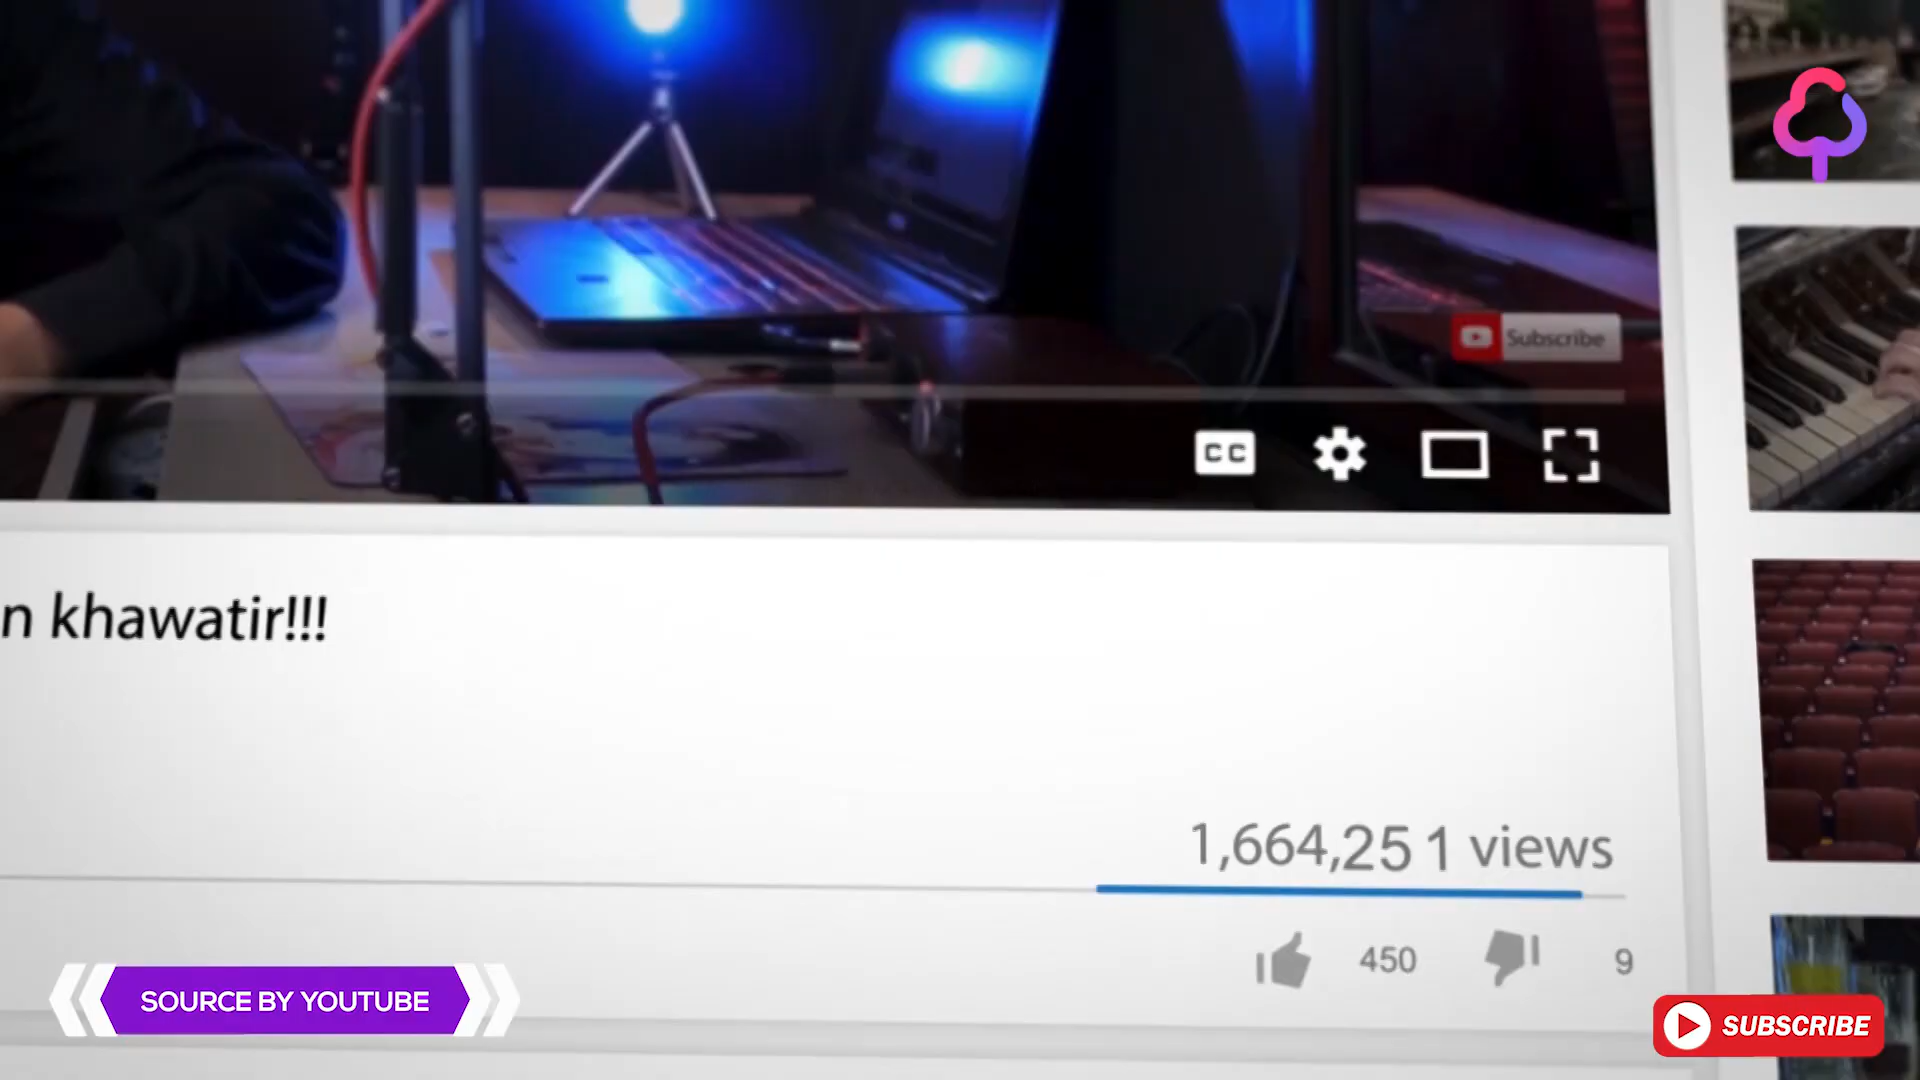 Subscribe
CC
n khawatir!!!
1,664,251 views
450
9
SOURCE BY YOUTUBE
SUBSCRIBE